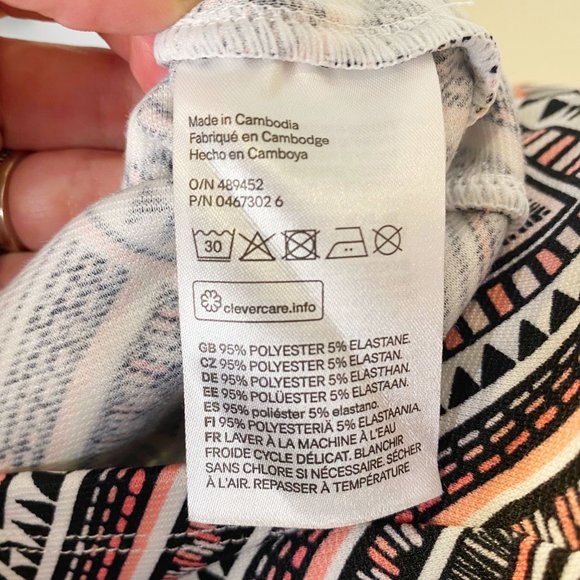 Made in Cambodia
Fabriqué en Cambodge
Hecho en Camboya
O/N 489452
P/N 0467302 6
30
clevercare.info
GB 95% POLYESTER 5% ELASTANE.
CZ 95% POLYESTER 5% ELASTAN.
DE 95% POLYESTER 5% ELASTHAN.
EE 95% POLÜESTER 5% ELASTAAN.
ES 95% poliéster 5% elastano.
FI 95% POLYESTERIÄ 5% ELASTAANIA.
FR LAVER À LA MACHINE À L'EAU
FROIDE CYCLE DÉLICAT. BLANCHIR
SANS CHLORE SI NÉCESSAIRE. SÉCHER
À L'AIR. REPASSER À TEMPÉRATURE